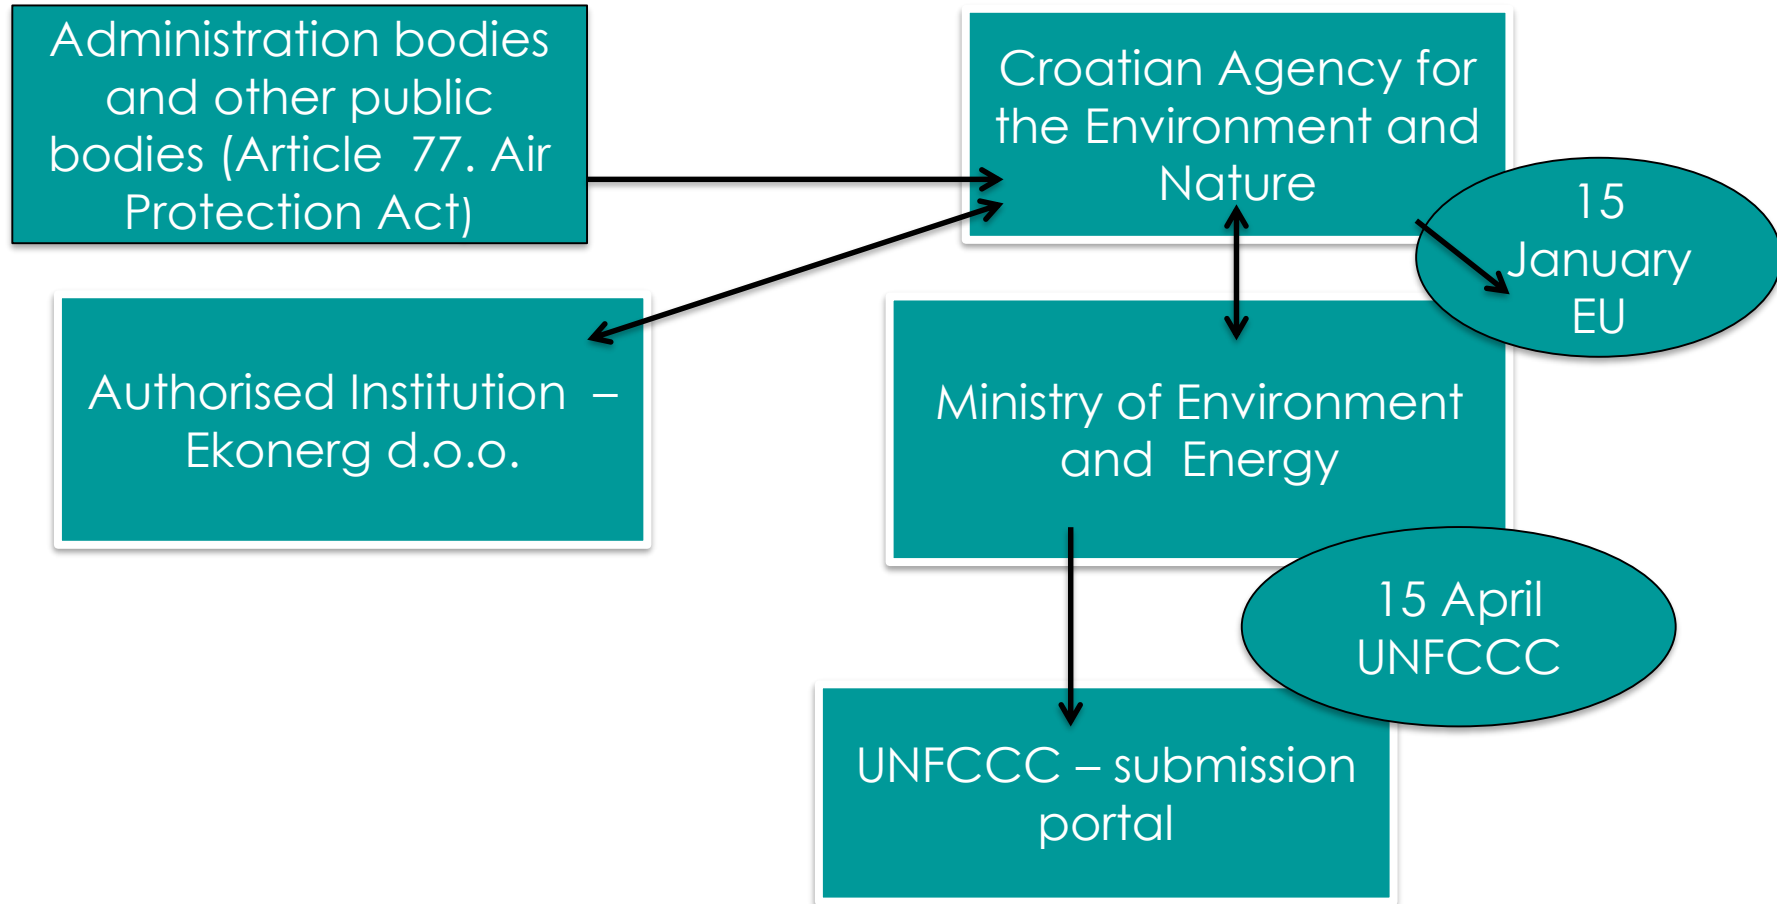 Administration bodies
and other public
bodies (Article 77. Air
Protection Act)
Croatian Agency for
the Environment and
Nature
15
January
EU
Authorised Institution –
Ekonerg d.o.o.
Ministry of Environment
and Energy
15 April
UNFCCC
UNFCCC – submission
portal